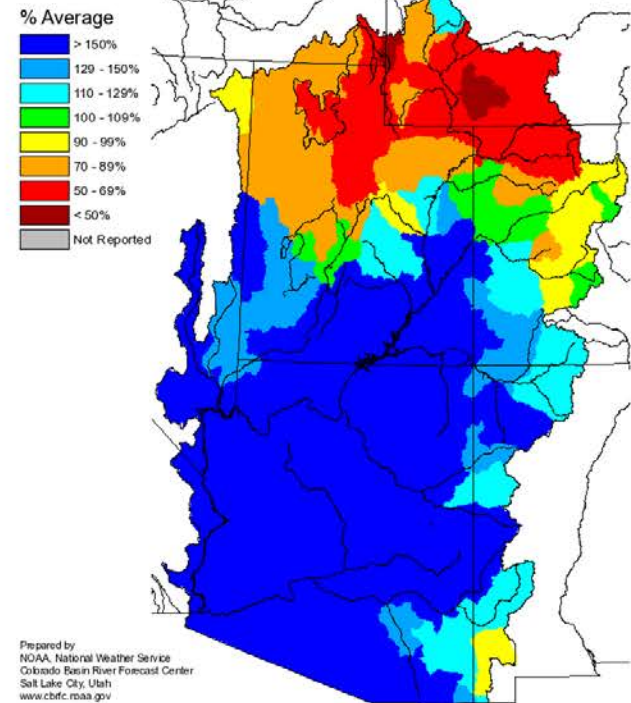 % Average
> 150%
129 - 150%
110 - 129%
100 - 109%
90 - 99%
70 - 89%
50 - 69%
< 50%
Not Reported
Prepared by
NOAA, National Weather Service
Colorado Basin River Forecast Center
Salt Lake City, Utah
www.cbrfc.noaa.gov